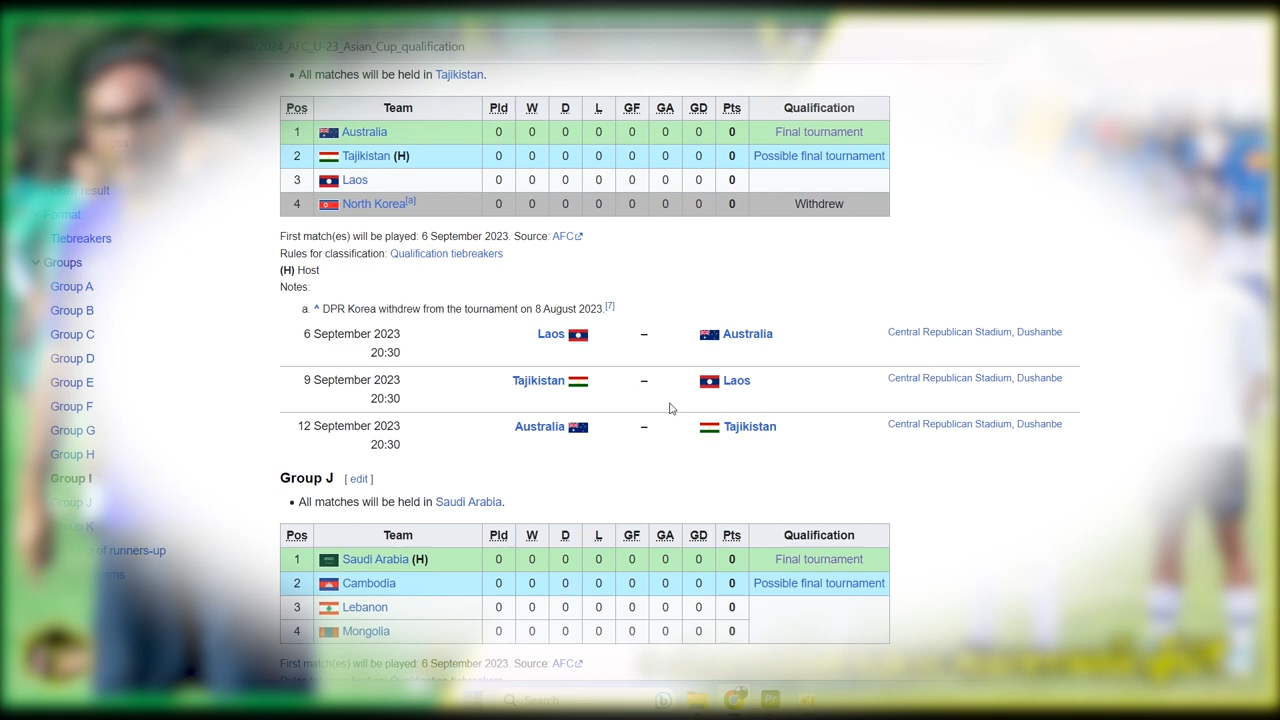 2024_AFC_U-23_Asian_Cup_qualification
• All matches will be held in Tajikistan.
Pos Team Pld W D L GF GA GD Pts Qualification
1 Australia 0 0 0 0 0 0 0 0 Final tournament
2 Tajikistan (H) 0 0 0 0 0 0 0 0 Possible final tournament
3 Laos 0 0 0 0 0 0 0 0
4 North Korea[a] 0 0 0 0 0 0 0 0 Withdrew
First match(es) will be played: 6 September 2023. Source: AFC
Rules for classification: Qualification tiebreakers
(H) Host
Notes:
a. ^ DPR Korea withdrew from the tournament on 8 August 2023.[7]
6 September 2023 Laos – Australia Central Republican Stadium, Dushanbe
20:30
9 September 2023 Tajikistan – Laos Central Republican Stadium, Dushanbe
20:30
12 September 2023 Australia – Tajikistan Central Republican Stadium, Dushanbe
20:30
Group J [ edit ]
• All matches will be held in Saudi Arabia.
Pos Team Pld W D L GF GA GD Pts Qualification
1 Saudi Arabia (H) 0 0 0 0 0 0 0 0 Final tournament
2 Cambodia 0 0 0 0 0 0 0 0 Possible final tournament
3 Lebanon 0 0 0 0 0 0 0 0
4 Mongolia 0 0 0 0 0 0 0 0
First match(es) will be played: 6 September 2023. Source: AFC
result
Format
Tiebreakers
Groups
Group A
Group B
Group C
Group D
Group E
Group F
Group G
Group H
Group I
Group J
of runners-up
Search
Pr